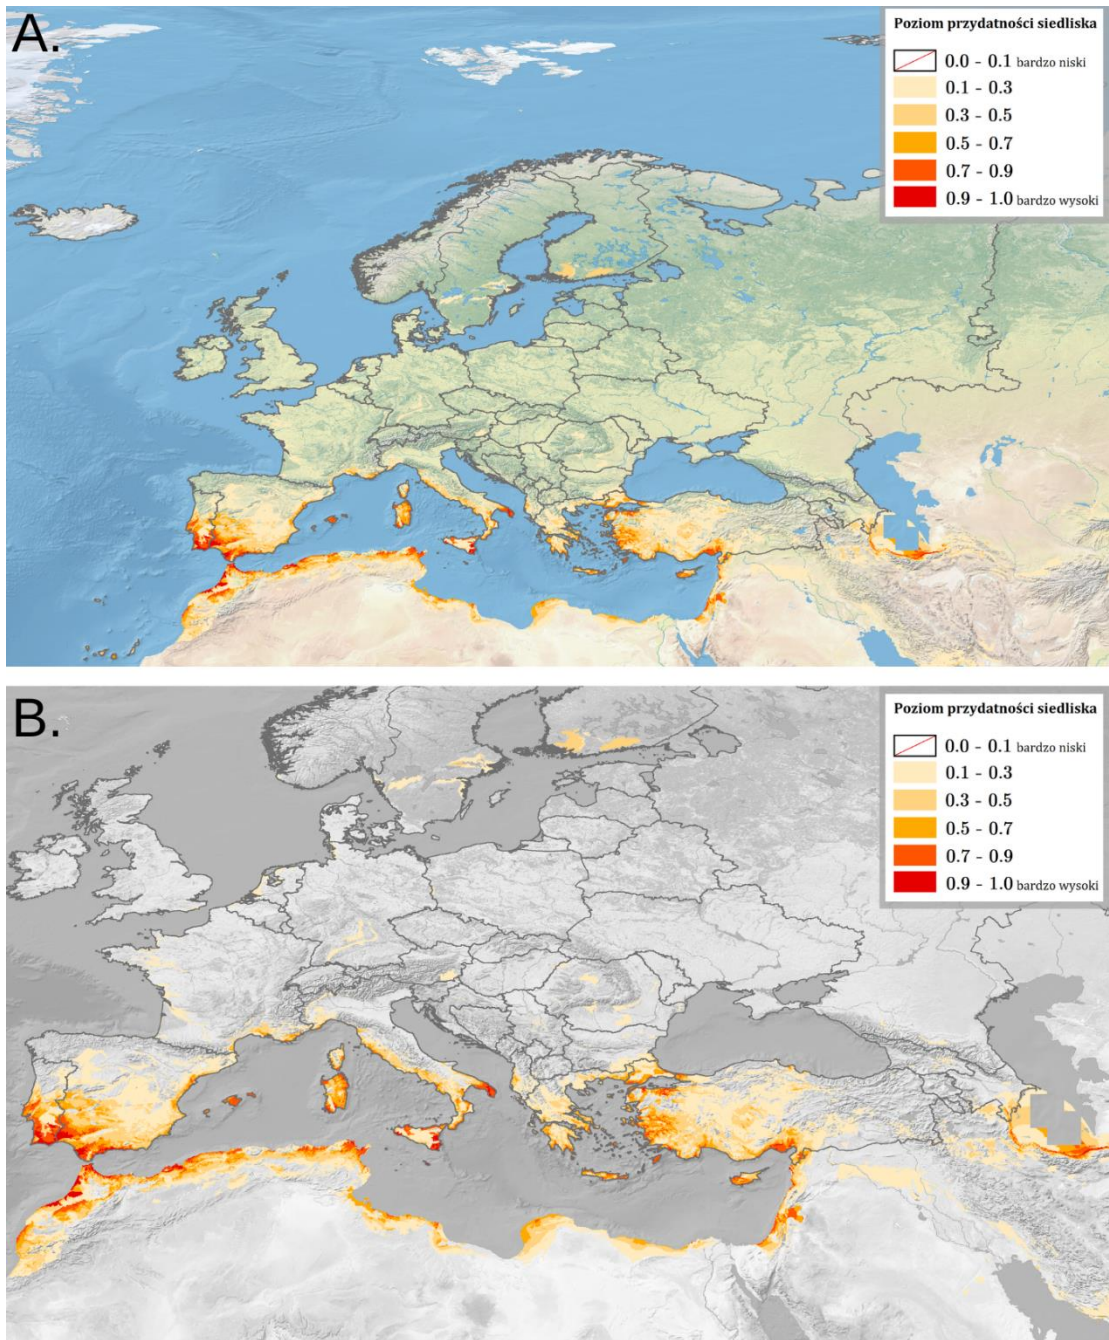 A.
Poziom przydatności siedliska
0.0 - 0.1 bardzo niski
0.1 - 0.3
0.3 - 0.5
0.5 - 0.7
0.7 - 0.9
0.9 - 1.0 bardzo wysoki
B.
Poziom przydatności siedliska
0.0 - 0.1 bardzo niski
0.1 - 0.3
0.3 - 0.5
0.5 - 0.7
0.7 - 0.9
0.9 - 1.0 bardzo wysoki